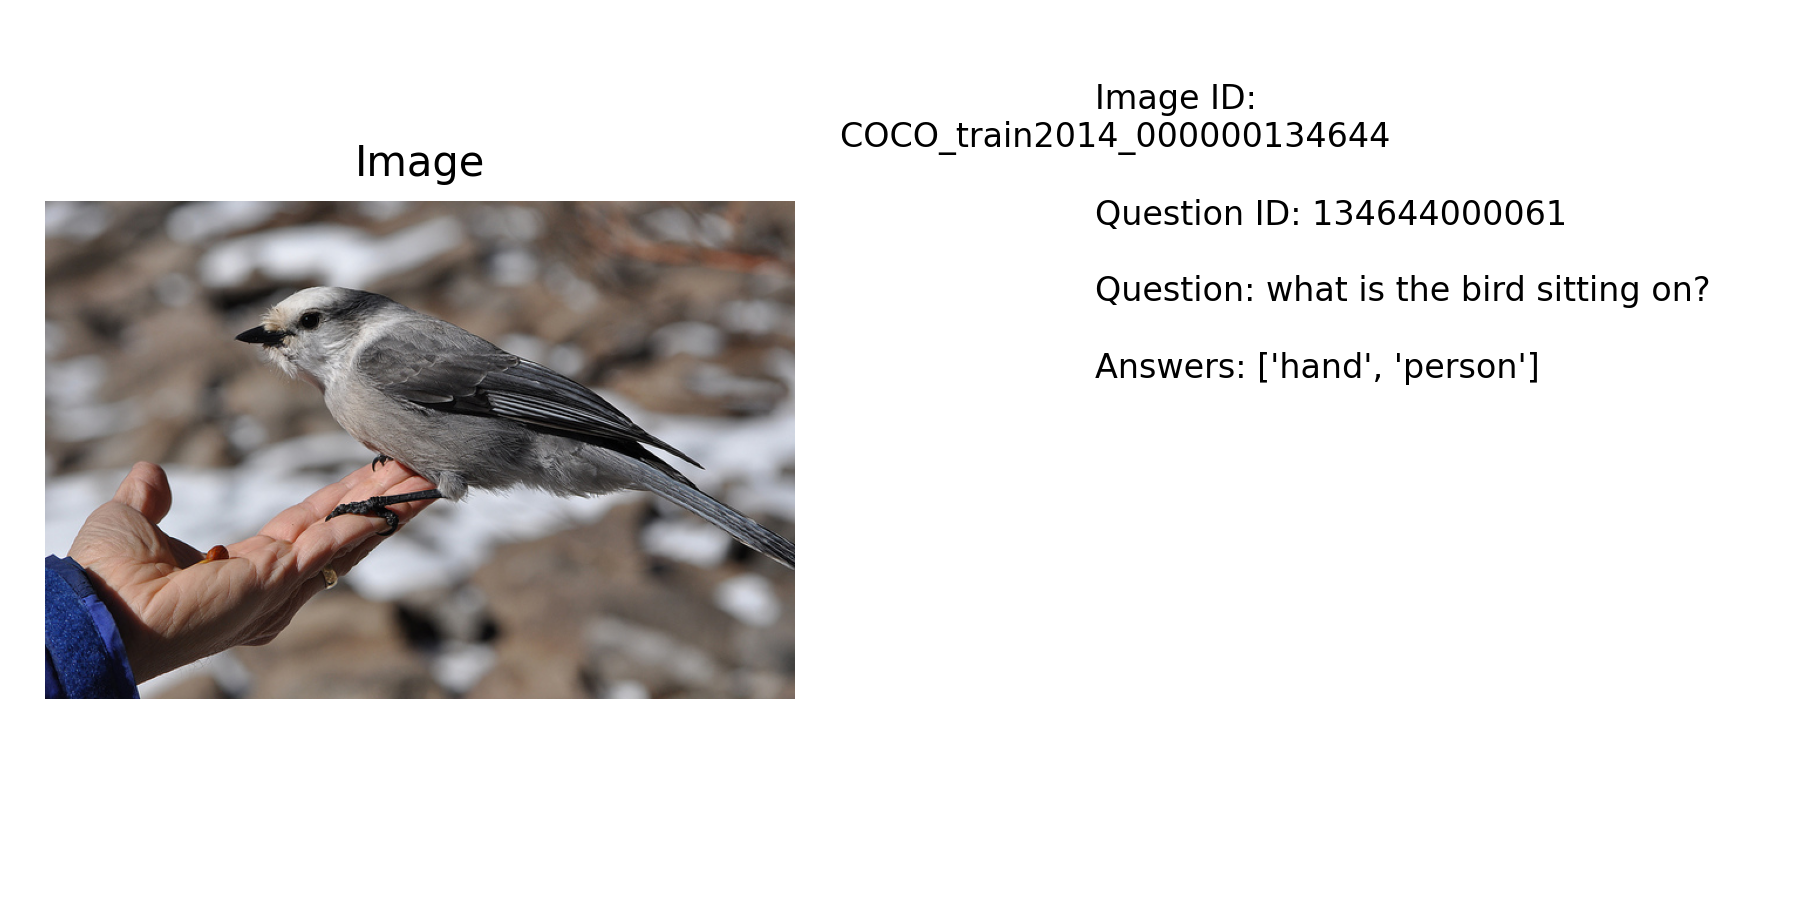 Image
Image ID:
COCO_train2014_000000134644
Question ID: 134644000061
Question: what is the bird sitting on?
Answers: ['hand', 'person']